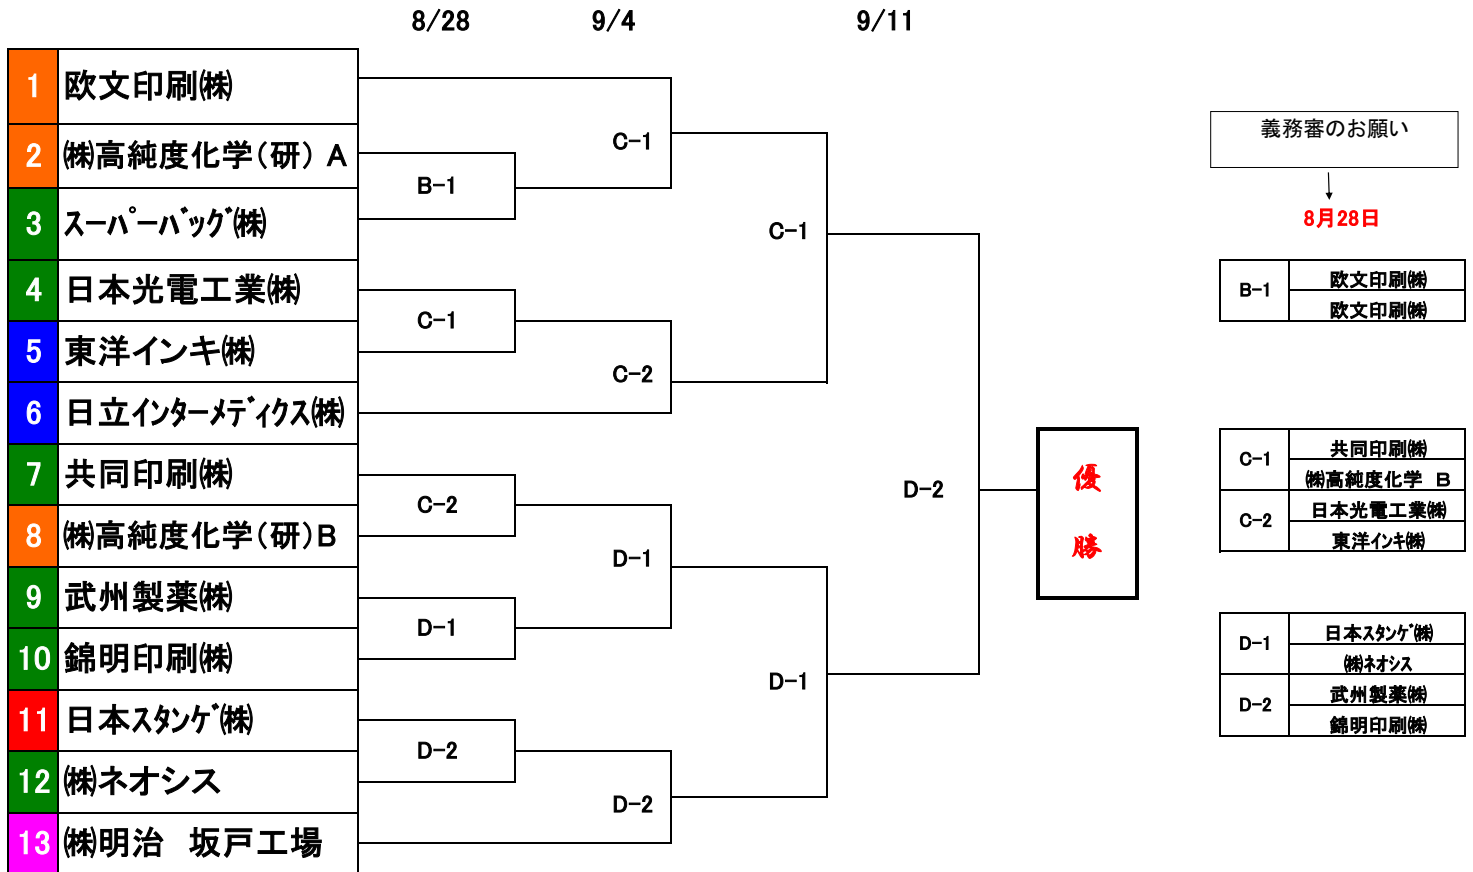 8/28 9/4 9/11
1 欧文印刷㈱
2 ㈱高純度化学（研） A
3 スーパーバッグ㈱
4 日本光電工業㈱
5 東洋インキ㈱
6 日立インターメディクス㈱
7 共同印刷㈱
8 ㈱高純度化学（研）B
9 武州製薬㈱
10 錦明印刷㈱
11 日本スタンゲ㈱
12 ㈱ネオシス
13 ㈱明治　坂戸工場
B-1
C-1
C-2
D-1
D-2
C-1
C-2
D-1
D-2
C-1
D-1
D-2
優
勝
義務審のお願い
8月28日
B-1 欧文印刷㈱
欧文印刷㈱
C-1 共同印刷㈱
㈱高純度化学　B
C-2 日本光電工業㈱
東洋インキ㈱
D-1 日本スタンゲ㈱
㈱ネオシス
D-2 武州製薬㈱
錦明印刷㈱